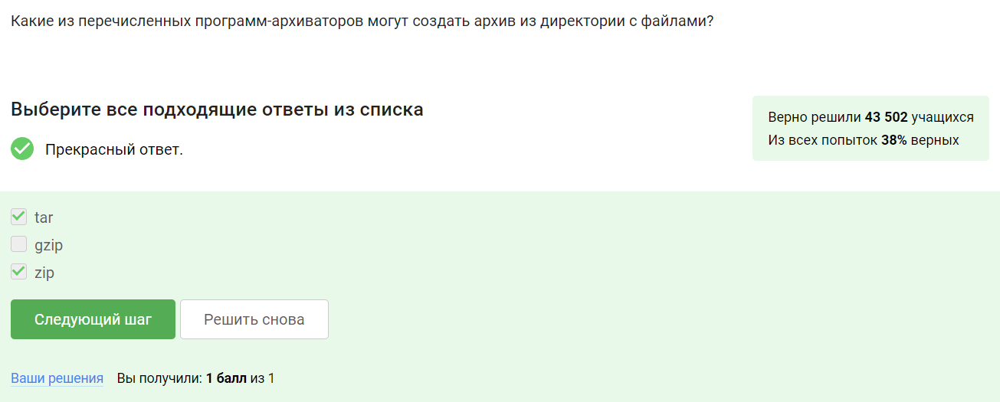 Какие из перечисленных программ-архиваторов могут создать архив из директории с файлами?
Выберите все подходящие ответы из списка
Верно решили 43 502 учащихся
Из всех попыток 38% верных
Прекрасный ответ.
tar
gzip
zip
Следующий шаг
Решить снова
Ваши решения Вы получили: 1 балл из 1